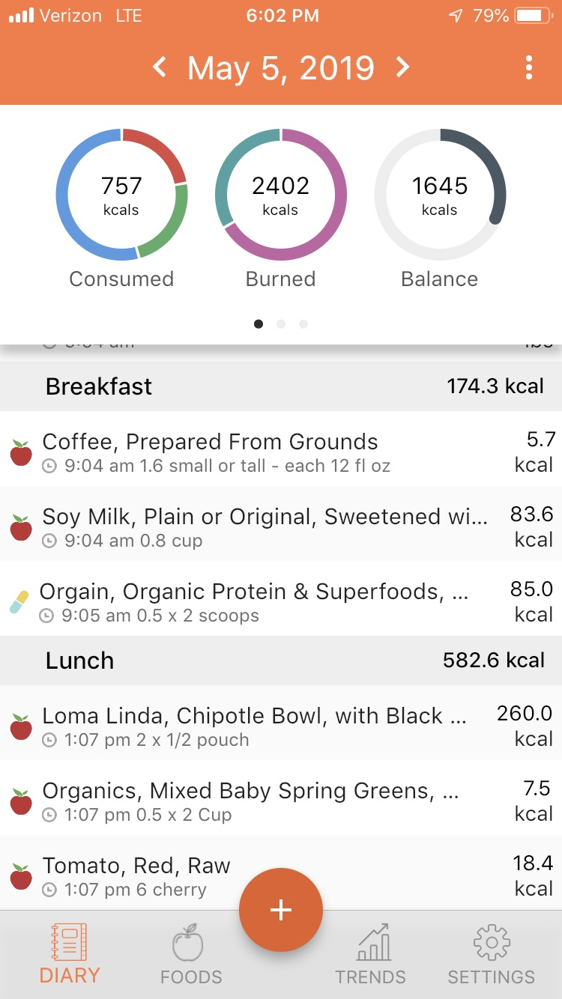 Verizon LTE 6:02 PM 79%
May 5, 2019
757 2402 1645
kcals kcals kcals
Consumed Burned Balance
Breakfast 174.3 kcal
Coffee, Prepared From Grounds 5.7
9:04 am 1.6 small or tall - each 12 fl oz kcal
Soy Milk, Plain or Original, Sweetened wi... 83.6
9:04 am 0.8 cup kcal
Orgain, Organic Protein & Superfoods, ... 85.0
9:05 am 0.5 x 2 scoops kcal
Lunch 582.6 kcal
Loma Linda, Chipotle Bowl, with Black ... 260.0
1:07 pm 2 x 1/2 pouch kcal
Organics, Mixed Baby Spring Greens, ... 7.5
1:07 pm 0.5 x 2 Cup kcal
Tomato, Red, Raw 18.4
1:07 pm 6 cherry kcal
+
DIARY FOODS TRENDS SETTINGS